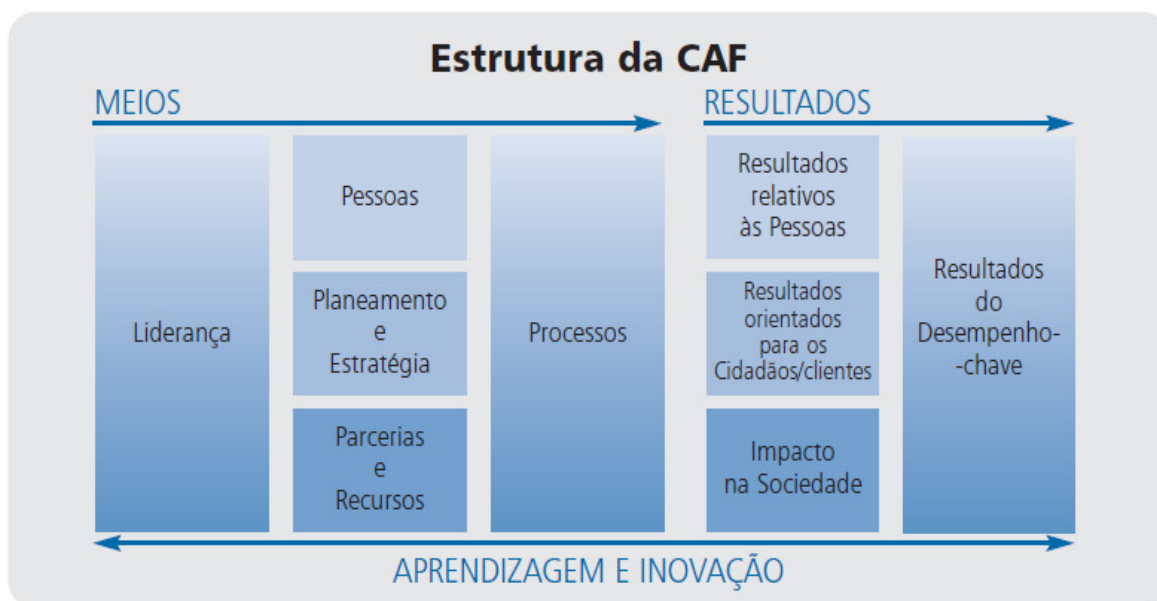 Estrutura da CAF
MEIOS
RESULTADOS
Liderança
Pessoas
Planeamento
e
Estratégia
Parcerias
e
Recursos
Processos
Resultados
relativos
às Pessoas
Resultados
orientados
para os
Cidadãos/clientes
Impacto
na Sociedade
Resultados
do
Desempenho-
-chave
APRENDIZAGEM E INOVAÇÃO